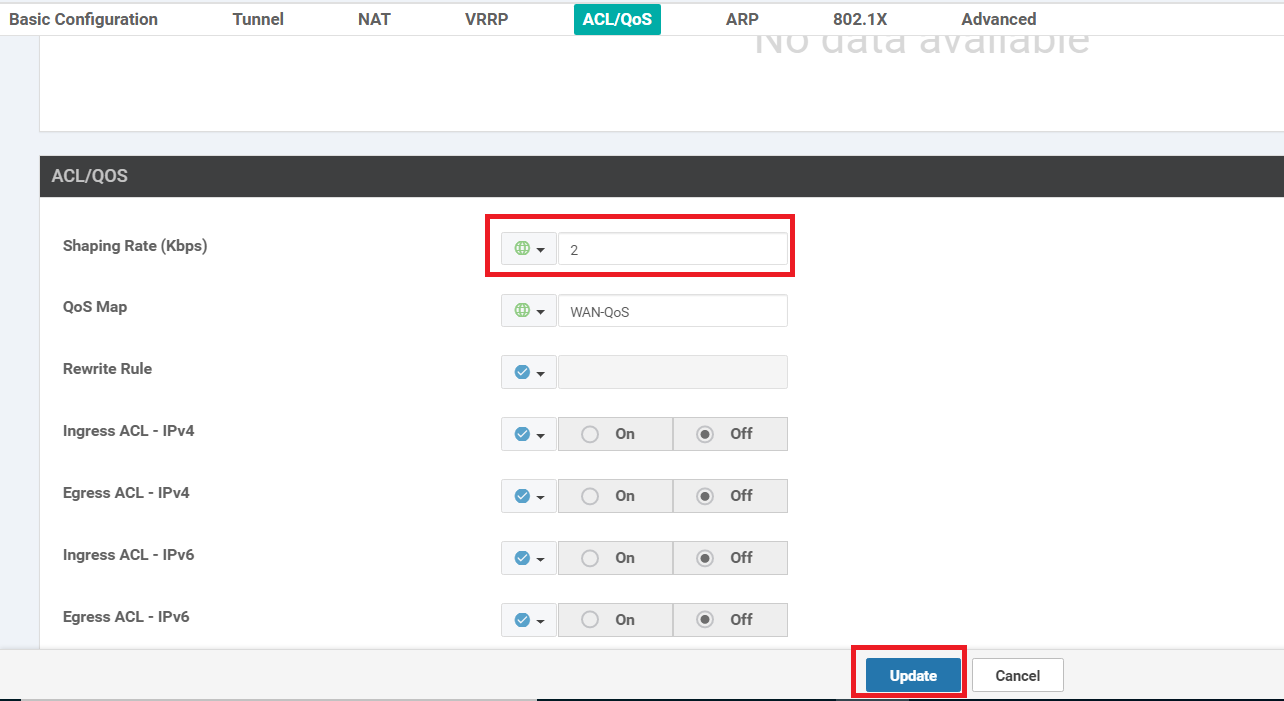 Basic Configuration Tunnel NAT VRRP ACL/QoS ARP 802.1X Advanced
No data available
ACL/QOS
Shaping Rate (Kbps) 2
QoS Map WAN-QoS
Rewrite Rule
Ingress ACL - IPv4 On Off
Egress ACL - IPv4 On Off
Ingress ACL - IPv6 On Off
Egress ACL - IPv6 On Off
Update Cancel